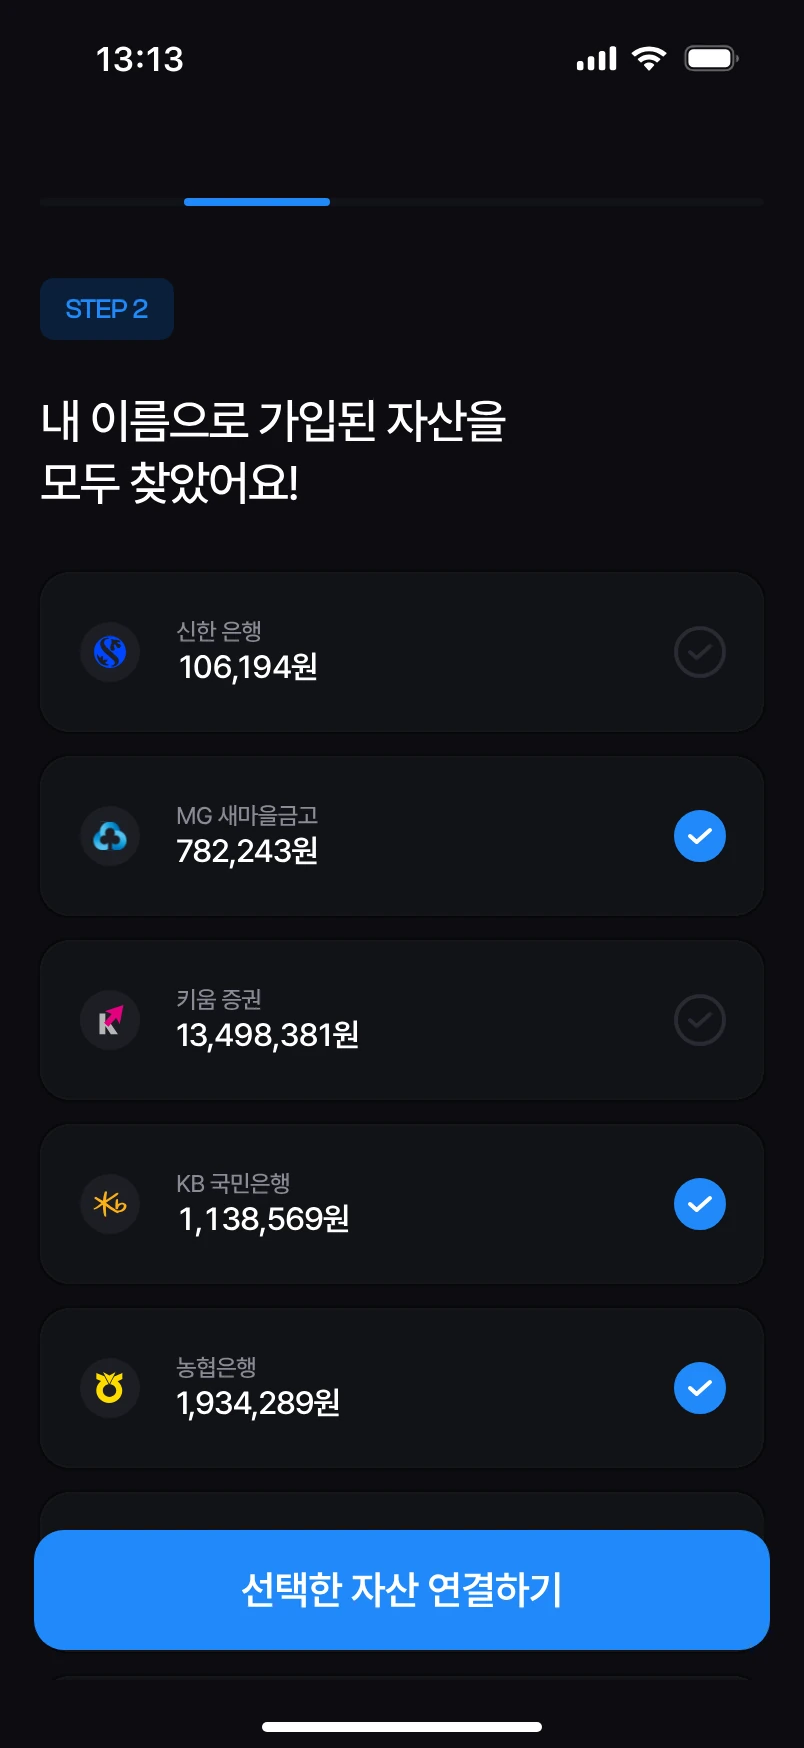 13:13
STEP 2
내 이름으로 가입된 자산을
모두 찾았어요!
신한 은행
106,194원
MG 새마을금고
782,243원
키움 증권
13,498,381원
KB 국민은행
1,138,569원
농협은행
1,934,289원
선택한 자산 연결하기